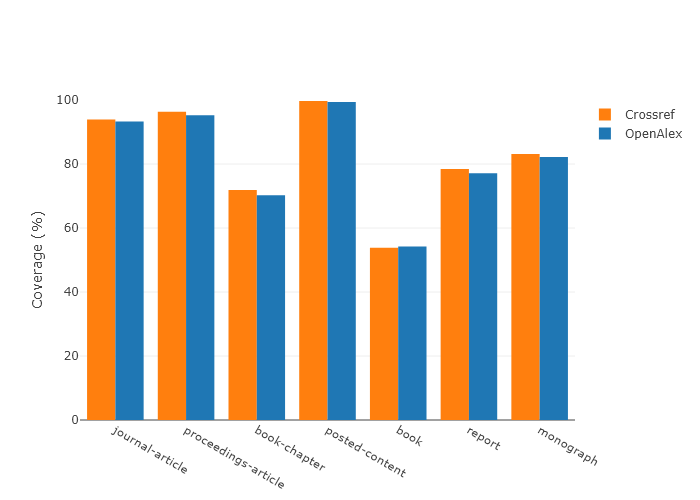 100
80
60
40
20
0
Coverage (%)
journal-article
proceedings-article
book-chapter
posted-content
book
report
monograph
Crossref
OpenAlex